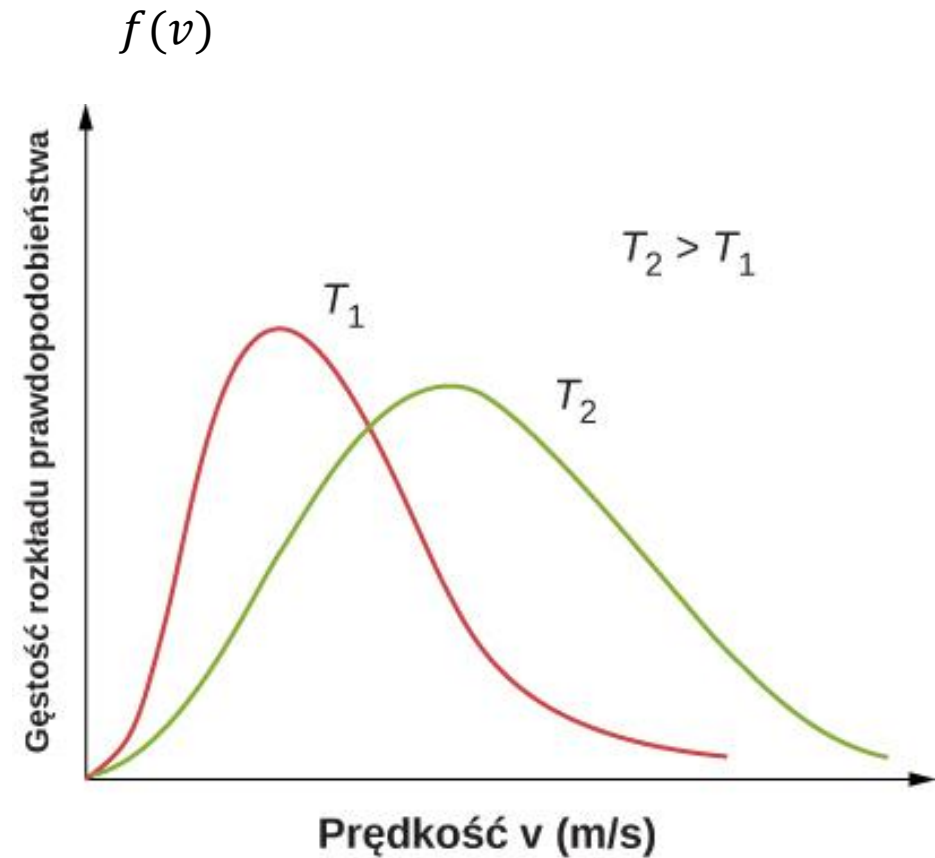 f(v)
Gęstość rozkładu prawdopodobieństwa
T₂ > T₁
T₁
T₂
Prędkość v (m/s)